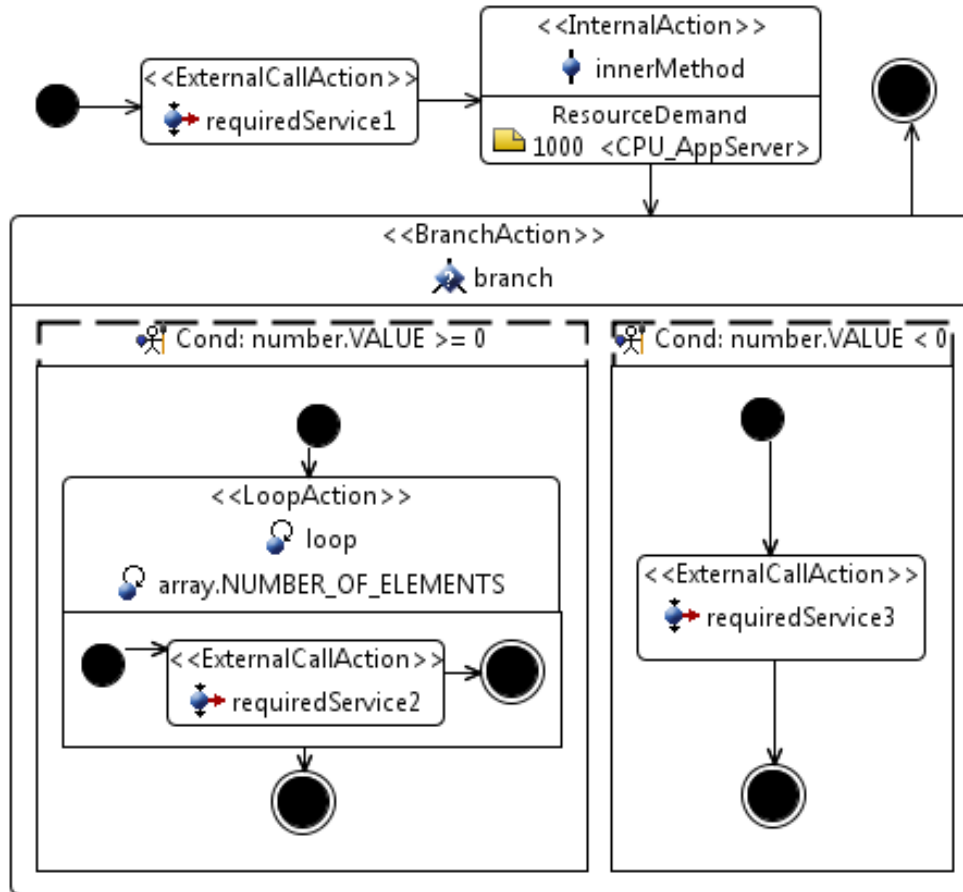 <<ExternalCallAction>>
requiredService1
<<InternalAction>>
innerMethod
ResourceDemand
1000 <CPU_AppServer>
<<BranchAction>>
?
branch
Cond: number.VALUE >= 0
<<LoopAction>>
loop
array.NUMBER_OF_ELEMENTS
<<ExternalCallAction>>
requiredService2
Cond: number.VALUE < 0
<<ExternalCallAction>>
requiredService3